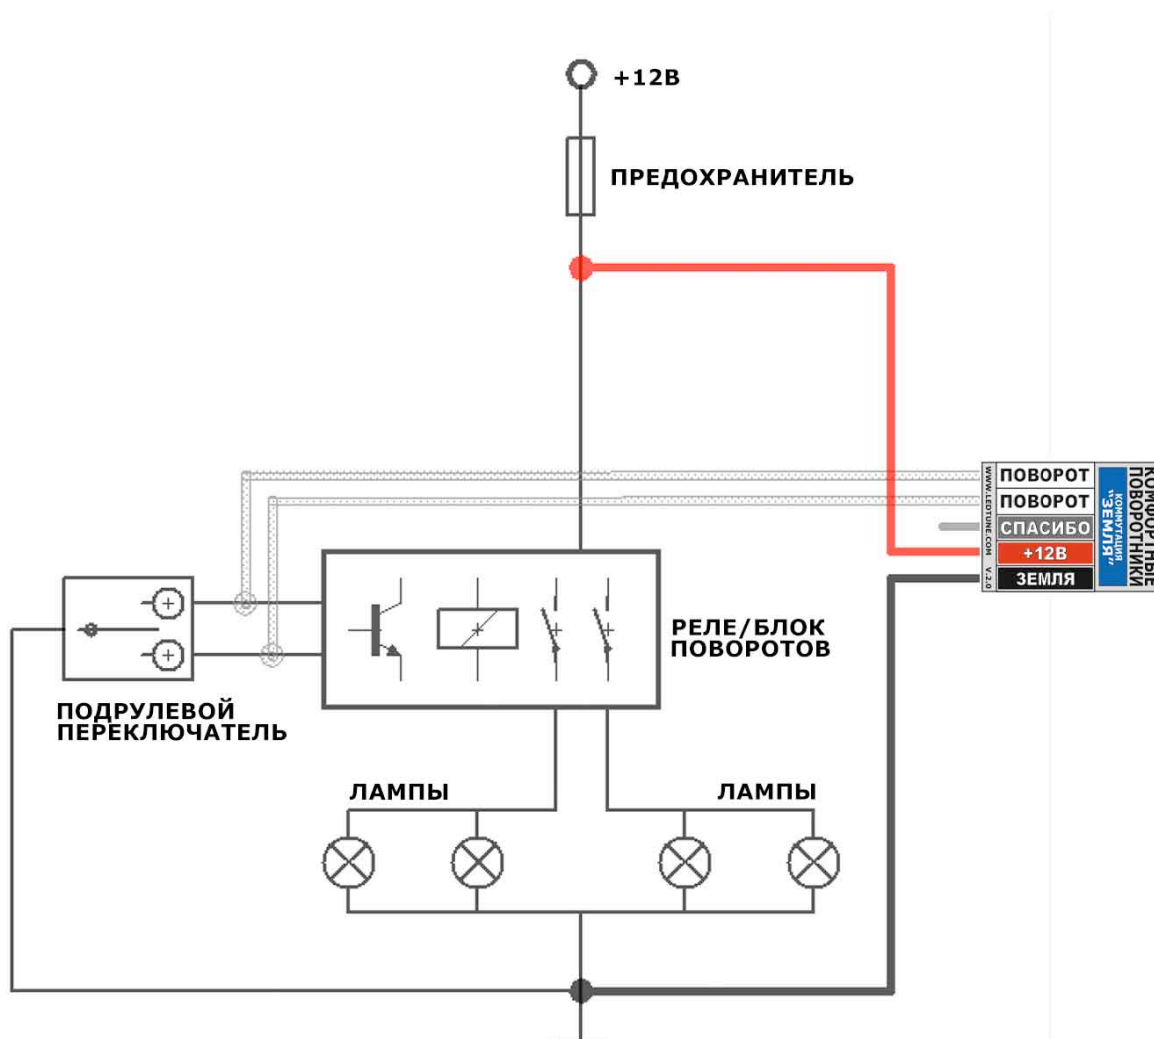 +12В
ПРЕДОХРАНИТЕЛЬ
WWW.LEDTUNE.COM V.2.0
ПОВОРОТ
ПОВОРОТ
СПАСИБО
+12В
ЗЕМЛЯ
КОММУТАЦИЯ
"ЗЕМЛЯ"
КОМФОРТНЫЕ
ПОВОРОТНИКИ
РЕЛЕ/БЛОК
ПОВОРОТОВ
ПОДРУЛЕВОЙ
ПЕРЕКЛЮЧАТЕЛЬ
ЛАМПЫ
ЛАМПЫ